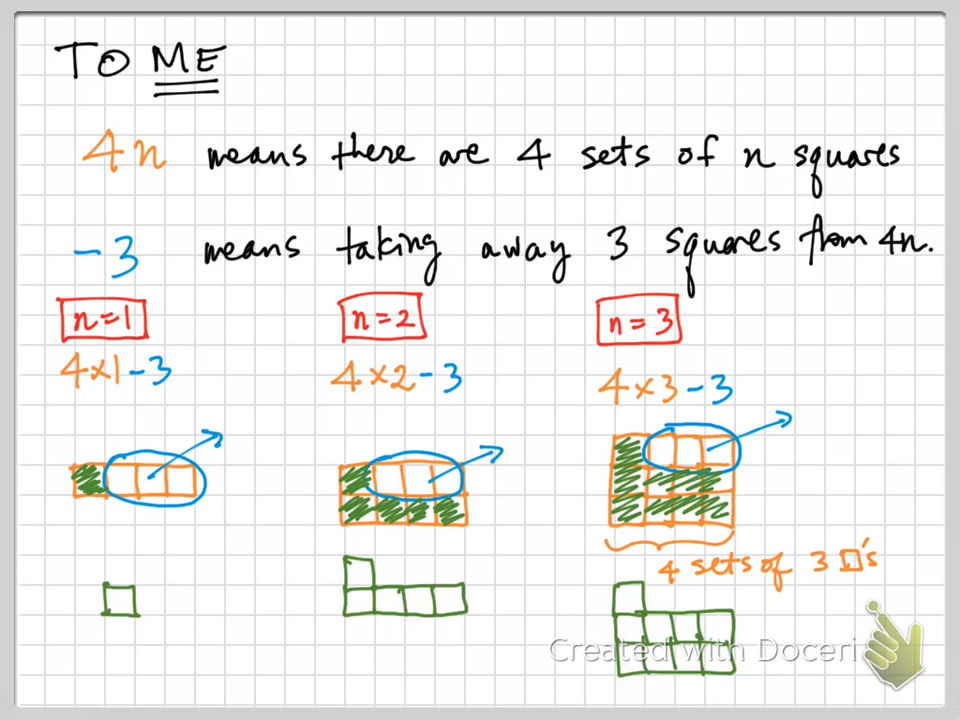 TO ME
4n means there are 4 sets of n squares
-3 means taking away 3 squares from 4n.
n=1 n=2 n=3
4×1-3 4×2-3 4×3-3
4 sets of 3 □'s
Created with Doceri